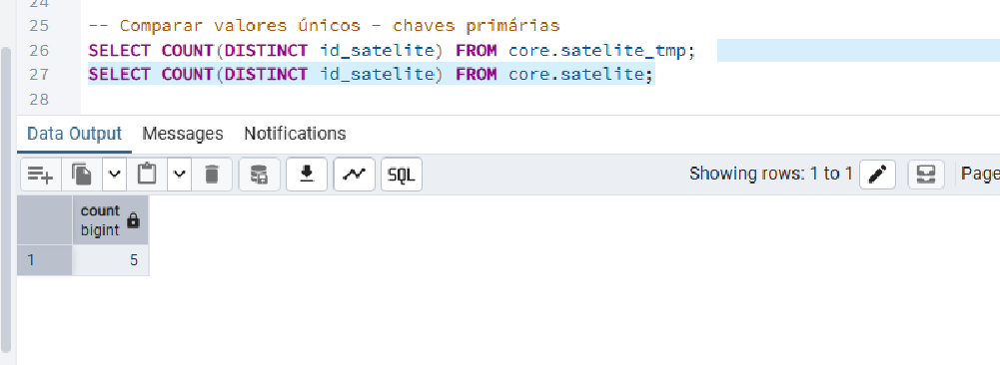 24
25 -- Comparar valores únicos - chaves primárias
26 SELECT COUNT(DISTINCT id_satelite) FROM core.satelite_tmp;
27 SELECT COUNT(DISTINCT id_satelite) FROM core.satelite;
28
Data Output Messages Notifications
SQL Showing rows: 1 to 1 Page
count
bigint
1 5